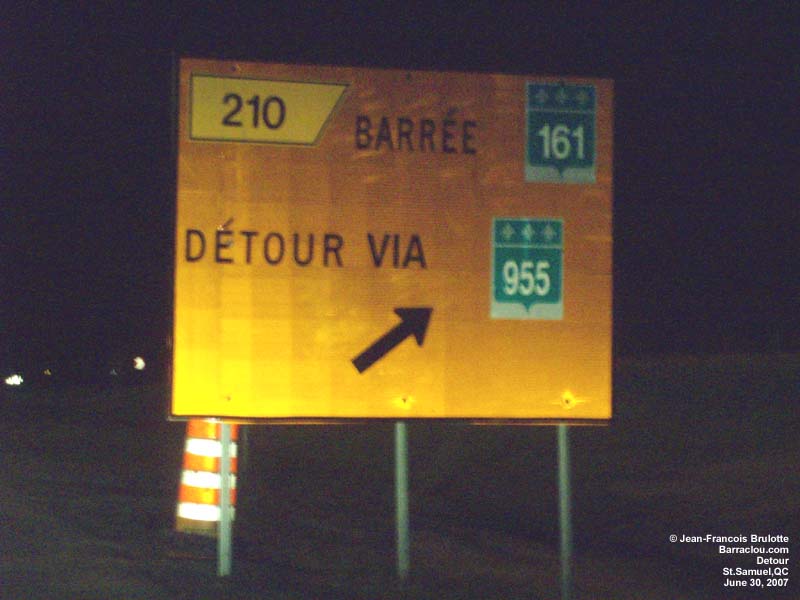 210 BARRÉE 161
DÉTOUR VIA 955
© Jean-Francois Brulotte
Barraclou.com
Detour
St.Samuel,QC
June 30, 2007